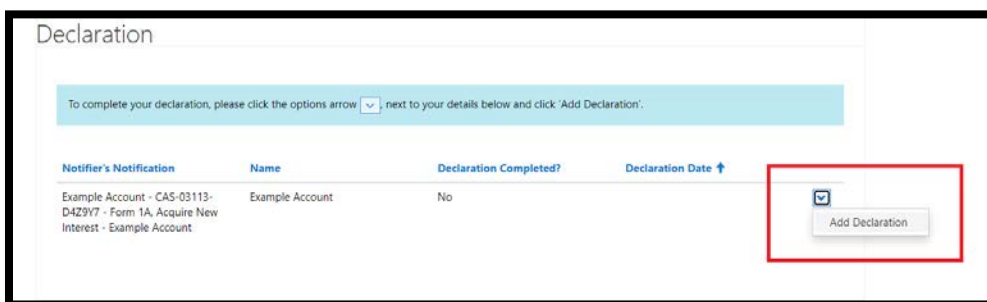 Declaration
To complete your declaration, please click the options arrow , next to your details below and click 'Add Declaration'.
Notifier's Notification Name Declaration Completed? Declaration Date
Example Account - CAS-03113- Example Account No
D4Z9Y7 - Form 1A, Acquire New
Interest - Example Account
Add Declaration